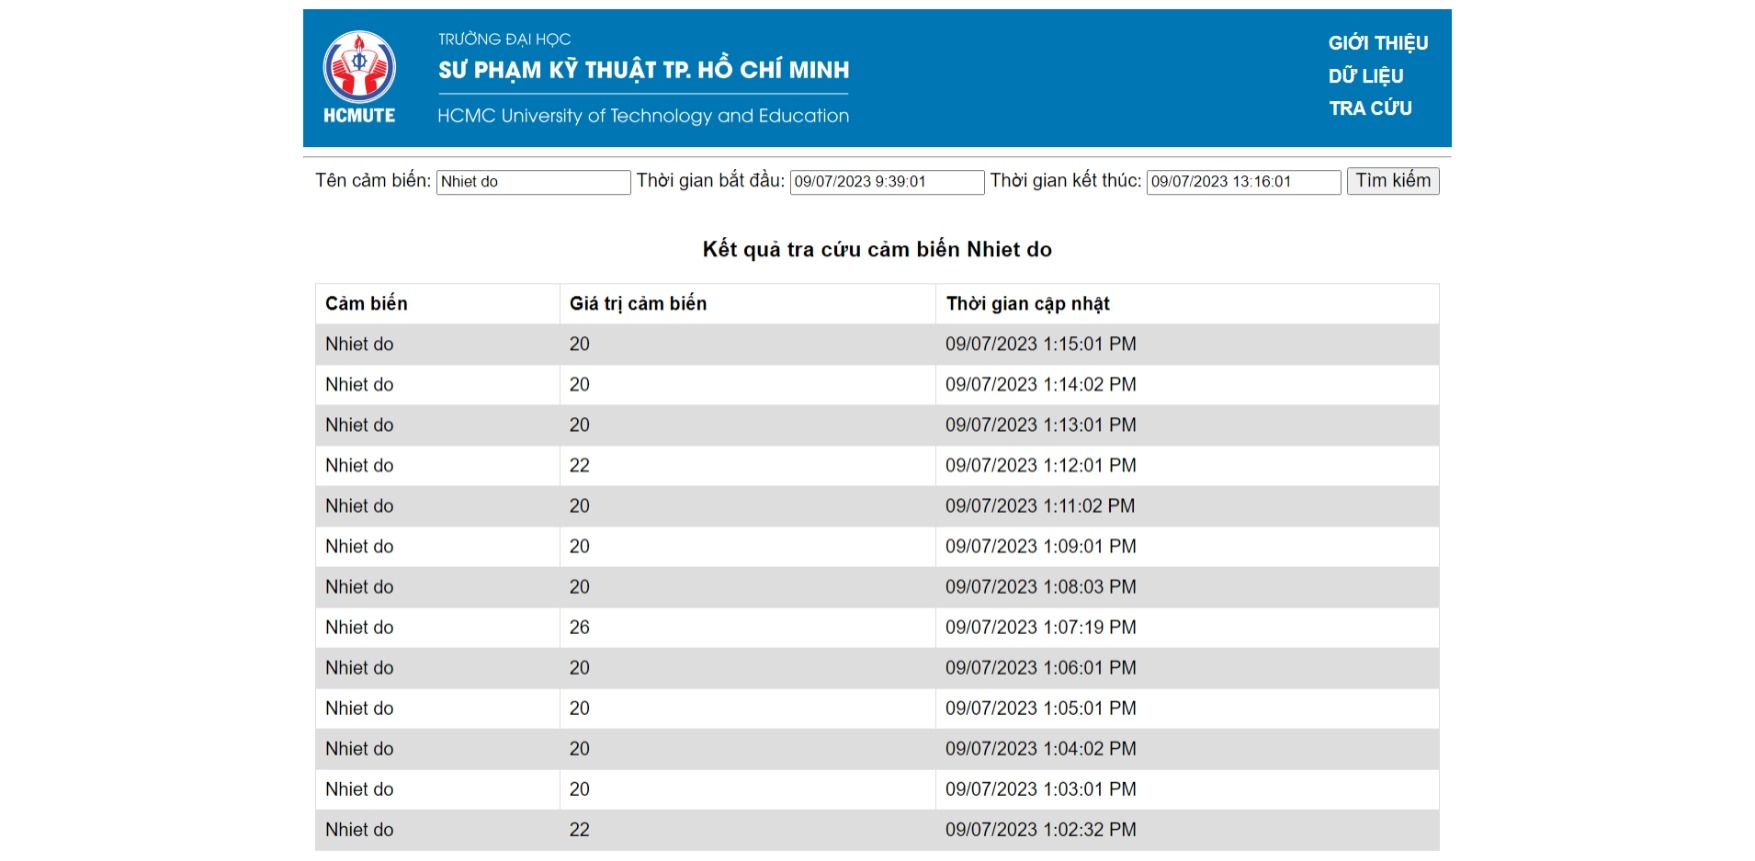 TRƯỜNG ĐẠI HỌC
SƯ PHẠM KỸ THUẬT TP. HỒ CHÍ MINH
HCMC University of Technology and Education
HCMUTE
GIỚI THIỆU
DỮ LIỆU
TRA CỨU
Tên cảm biến: Nhiet do Thời gian bắt đầu: 09/07/2023 9:39:01 Thời gian kết thúc: 09/07/2023 13:16:01 Tìm kiếm
Kết quả tra cứu cảm biến Nhiet do
Cảm biến Giá trị cảm biến Thời gian cập nhật
Nhiet do 20 09/07/2023 1:15:01 PM
Nhiet do 20 09/07/2023 1:14:02 PM
Nhiet do 20 09/07/2023 1:13:01 PM
Nhiet do 22 09/07/2023 1:12:01 PM
Nhiet do 20 09/07/2023 1:11:02 PM
Nhiet do 20 09/07/2023 1:09:01 PM
Nhiet do 20 09/07/2023 1:08:03 PM
Nhiet do 26 09/07/2023 1:07:19 PM
Nhiet do 20 09/07/2023 1:06:01 PM
Nhiet do 20 09/07/2023 1:05:01 PM
Nhiet do 20 09/07/2023 1:04:02 PM
Nhiet do 20 09/07/2023 1:03:01 PM
Nhiet do 22 09/07/2023 1:02:32 PM